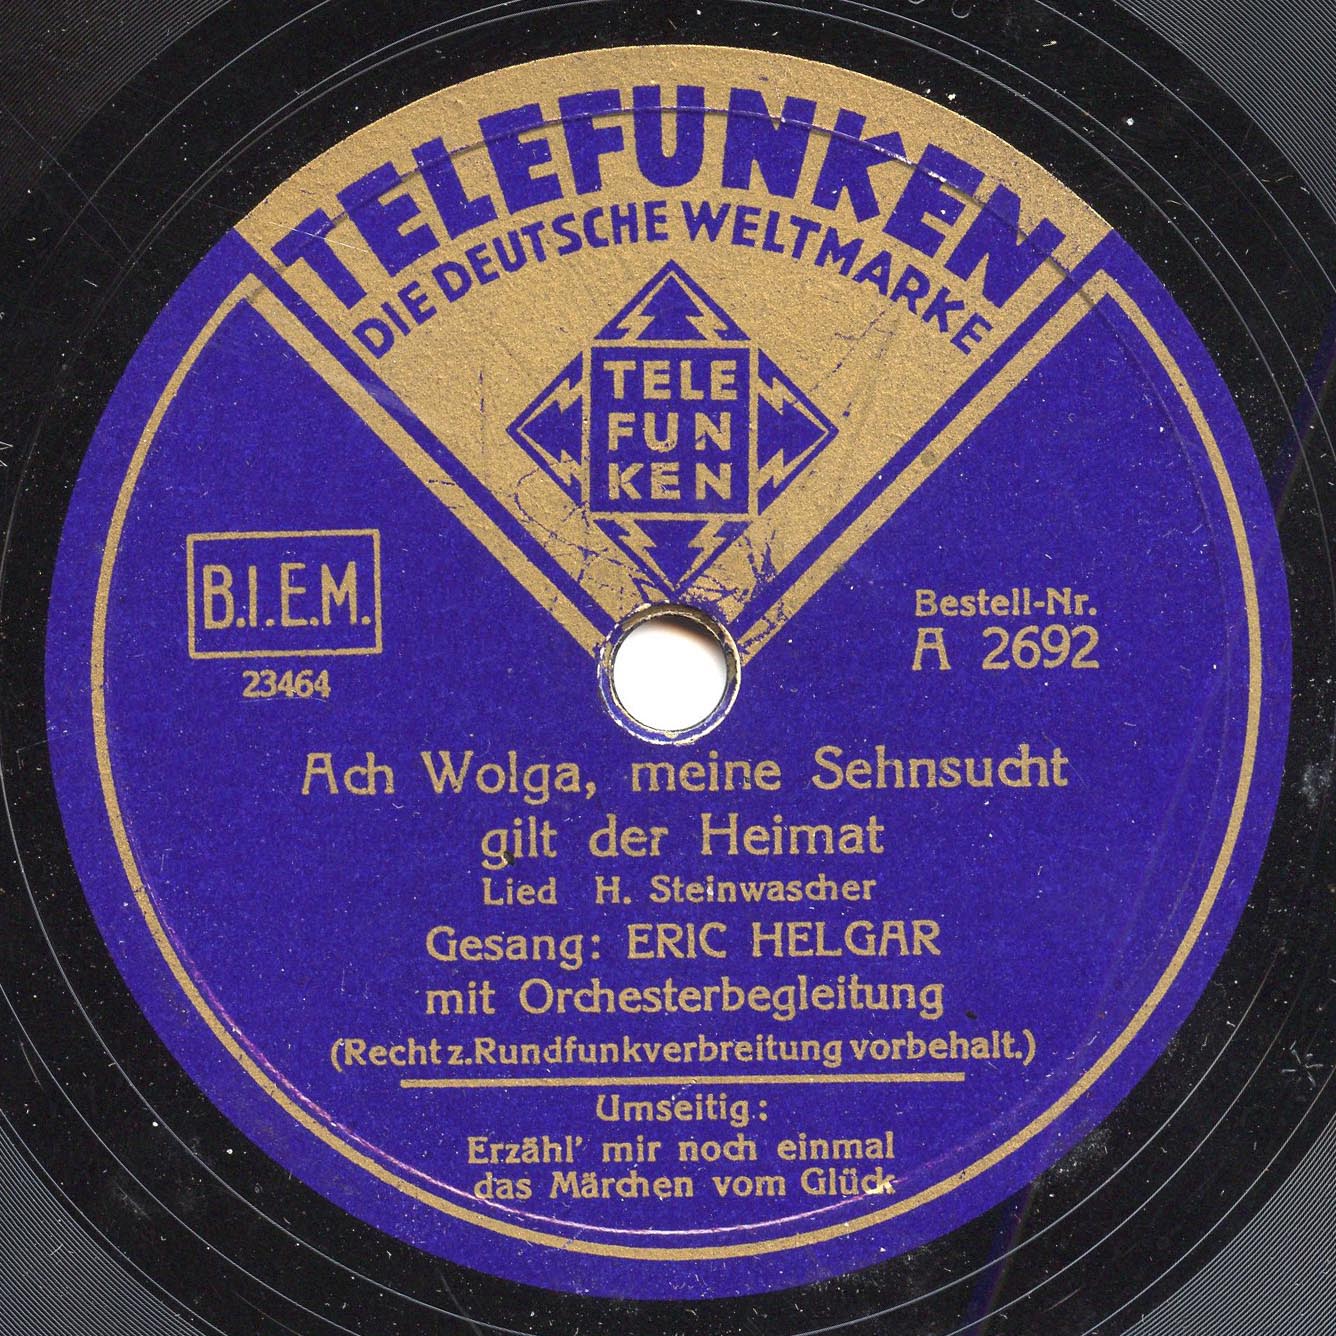 TELEFUNKEN
DIE DEUTSCHE WELTMARKE
TELE
FUN
KEN
B.I.E.M.
23464
Bestell-Nr.
A 2692
Ach Wolga, meine Sehnsucht
gilt der Heimat
Lied H. Steinwascher
Gesang: ERIC HELGAR
mit Orchesterbegleitung
(Recht z. Rundfunkverbreitung vorbehalt.)
Umseitig:
Erzähl' mir noch einmal
das Märchen vom Glück